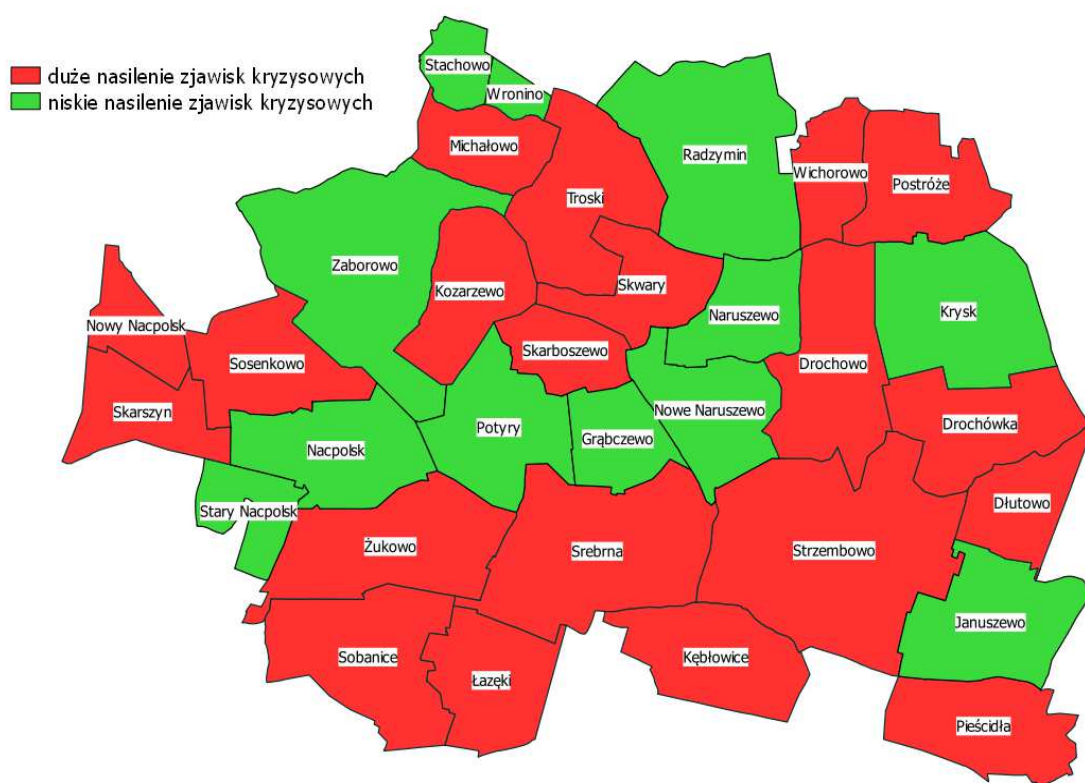 duże nasilenie zjawisk kryzysowych
niskie nasilenie zjawisk kryzysowych
Stachowo
Wronino
Michałowo
Radzymin
Wichorowo
Postróże
Troski
Zaborowo
Kozarzewo
Skwary
Naruszewo
Krysk
Nowy Nacpolsk
Sosenkowo
Skarboszewo
Drochowo
Skarszyn
Nowe Naruszewo
Drochówka
Potyry
Grąbczewo
Nacpolsk
Stary Nacpolsk
Dłutowo
Żukowo
Srebrna
Strzembowo
Januszewo
Sobanice
Kębłowice
Łazęki
Pieścidła